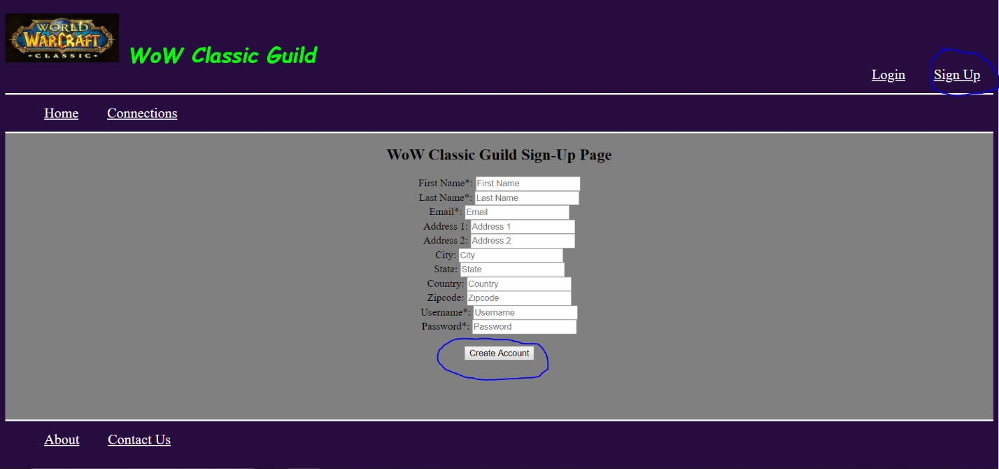 WORLD
WARCRAFT
CLASSIC
WoW Classic Guild
Login Sign Up
Home Connections
WoW Classic Guild Sign-Up Page
First Name*: First Name
Last Name*: Last Name
Email*: Email
Address 1: Address 1
Address 2: Address 2
City: City
State: State
Country: Country
Zipcode: Zipcode
Username*: Username
Password*: Password
Create Account
About Contact Us